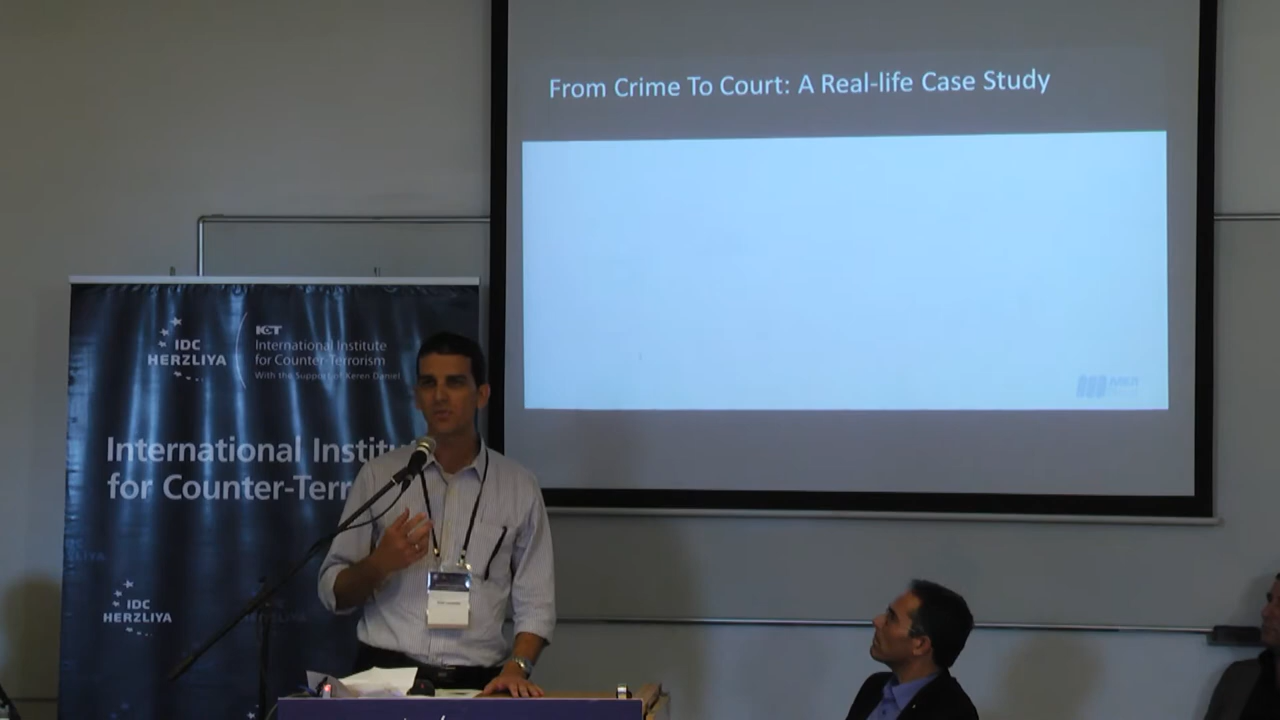 From Crime To Court: A Real-life Case Study
IDC
HERZLIYA
ICT
International Institute
for Counter-Terrorism
With the Support of Keren Daniel
International Institu
for Counter-Terr
IDC
HERZLIYA